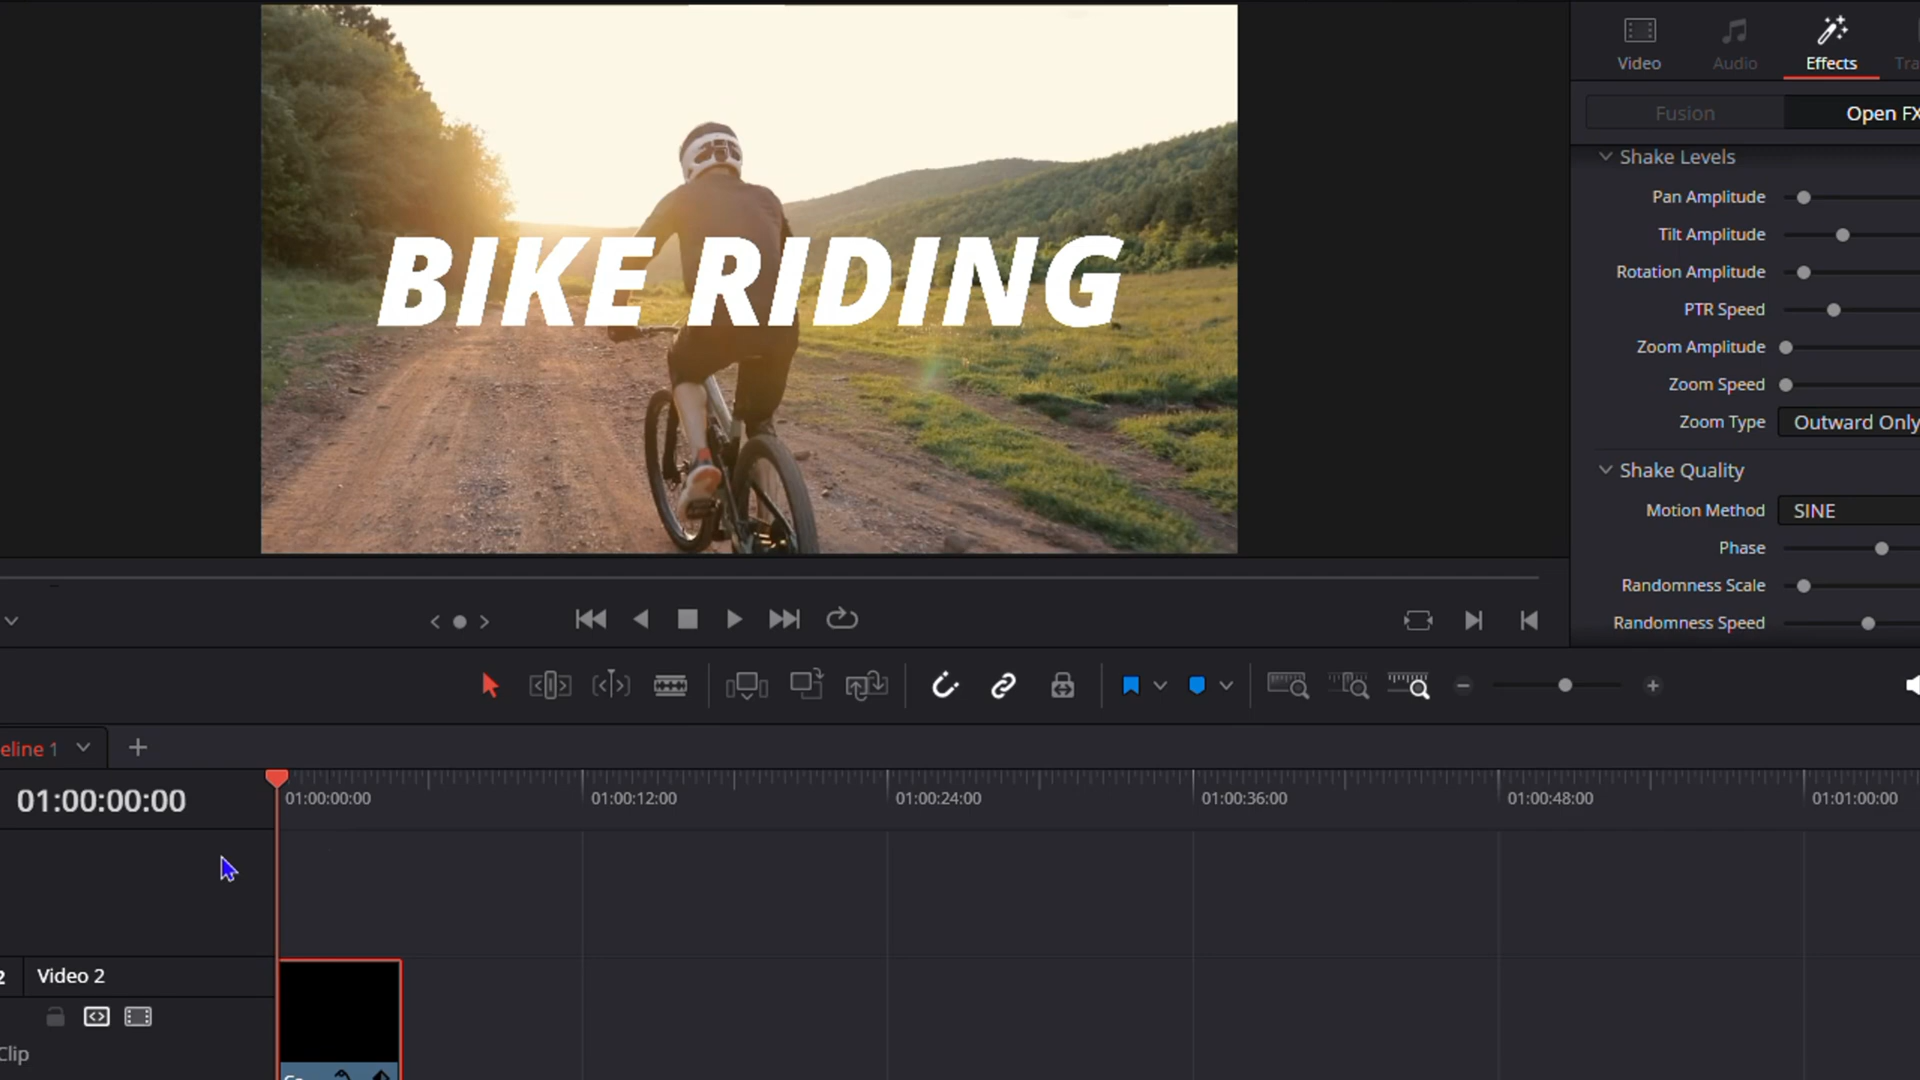 Video
Audio
Effects
Tra
Fusion
Open FX
Shake Levels
Pan Amplitude
Tilt Amplitude
Rotation Amplitude
PTR Speed
Zoom Amplitude
Zoom Speed
Zoom Type
Outward Only
Shake Quality
Motion Method
SINE
Phase
Randomness Scale
Randomness Speed
BIKE RIDING
eline 1
01:00:00:00
01:00:00:00
01:00:12:00
01:00:24:00
01:00:36:00
01:00:48:00
01:01:00:00
2
Video 2
Clip